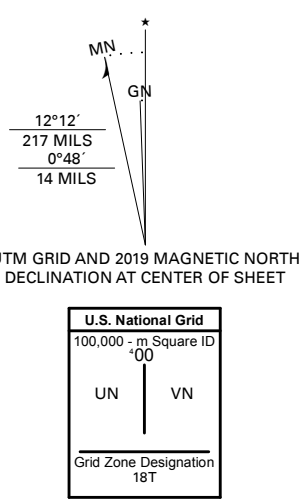 ★
MN
GN
12°12´
217 MILS
0°48´
14 MILS
UTM GRID AND 2019 MAGNETIC NORTH
DECLINATION AT CENTER OF SHEET
U.S. National Grid
100,000 - m Square ID
⁴00
UN VN
Grid Zone Designation
18T